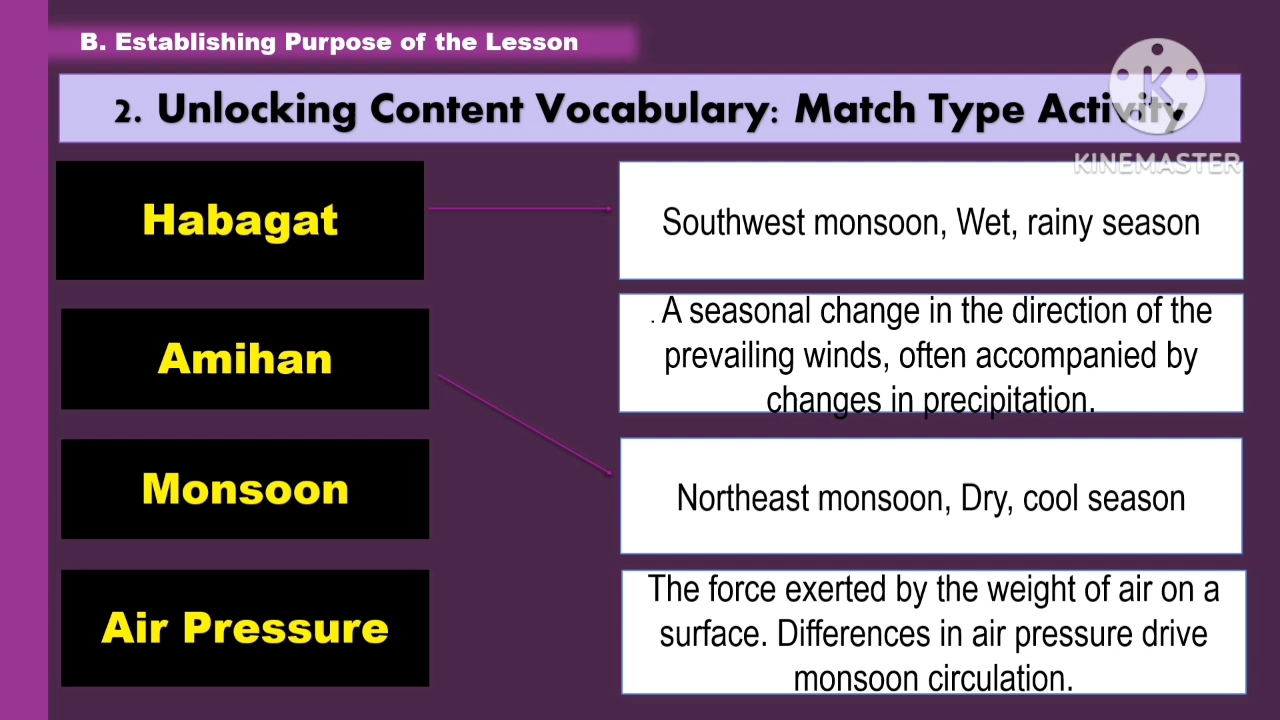 B. Establishing Purpose of the Lesson
2. Unlocking Content Vocabulary: Match Type Activity
K
KINEMASTER
Habagat
Southwest monsoon, Wet, rainy season
Amihan
. A seasonal change in the direction of the
prevailing winds, often accompanied by
changes in precipitation.
Monsoon
Northeast monsoon, Dry, cool season
Air Pressure
The force exerted by the weight of air on a
surface. Differences in air pressure drive
monsoon circulation.